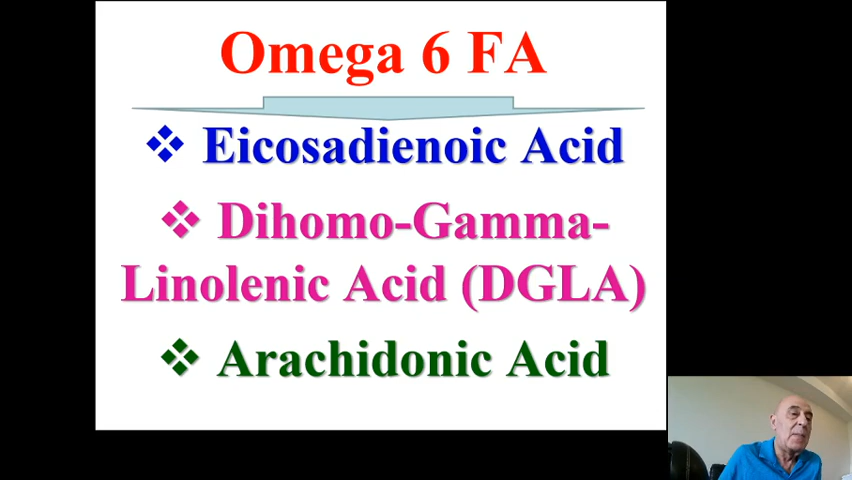 Omega 6 FA
❖ Eicosadienoic Acid
❖ Dihomo-Gamma-
Linolenic Acid (DGLA)
❖ Arachidonic Acid